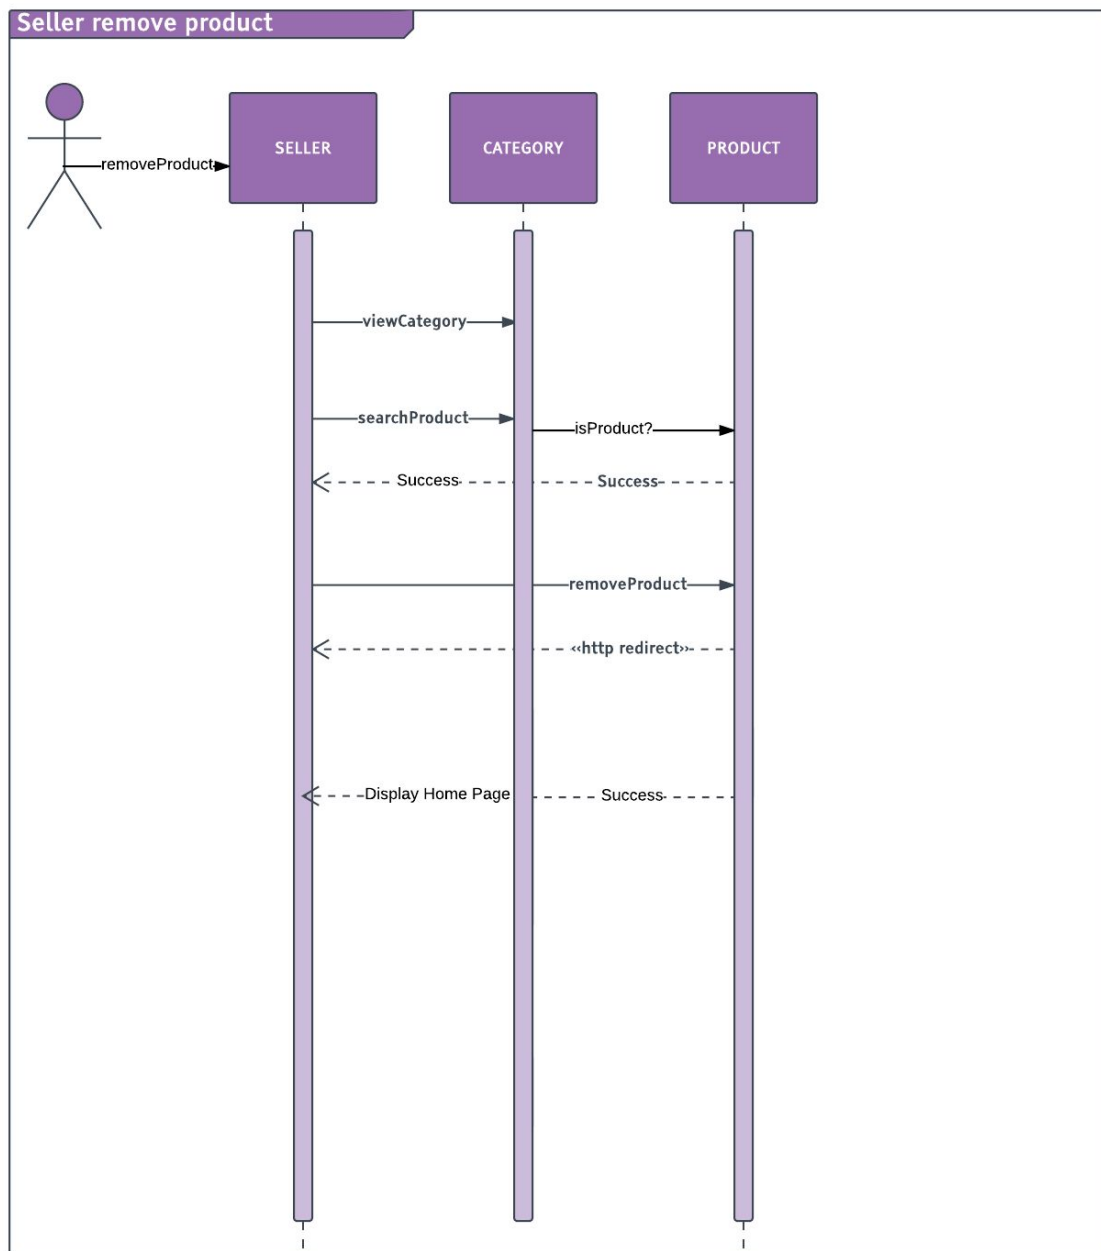 Seller remove product
removeProduct
SELLER
CATEGORY
PRODUCT
viewCategory
searchProduct
isProduct?
Success
Success
removeProduct
‹‹http redirect››
Display Home Page
Success